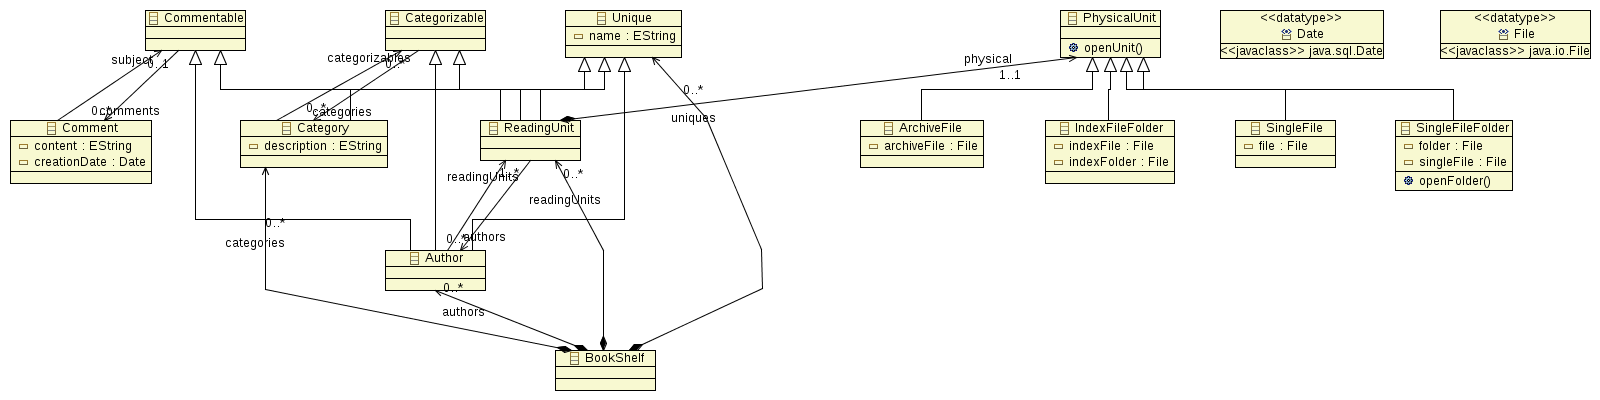 Commentable
Categorizable
Unique
name : EString
PhysicalUnit
openUnit()
<<datatype>>
Date
<<javaclass>> java.sql.Date
<<datatype>>
File
<<javaclass>> java.io.File
subject
0..1
categorizables
0..*
physical
1..1
0..*
uniques
0..*
comments
0..*
categories
Comment
content : EString
creationDate : Date
Category
description : EString
ReadingUnit
ArchiveFile
archiveFile : File
IndexFileFolder
indexFile : File
indexFolder : File
SingleFile
file : File
SingleFileFolder
folder : File
singleFile : File
openFolder()
readingUnits
1..*
0..*
readingUnits
0..*
categories
0..*
authors
Author
0..*
authors
BookShelf